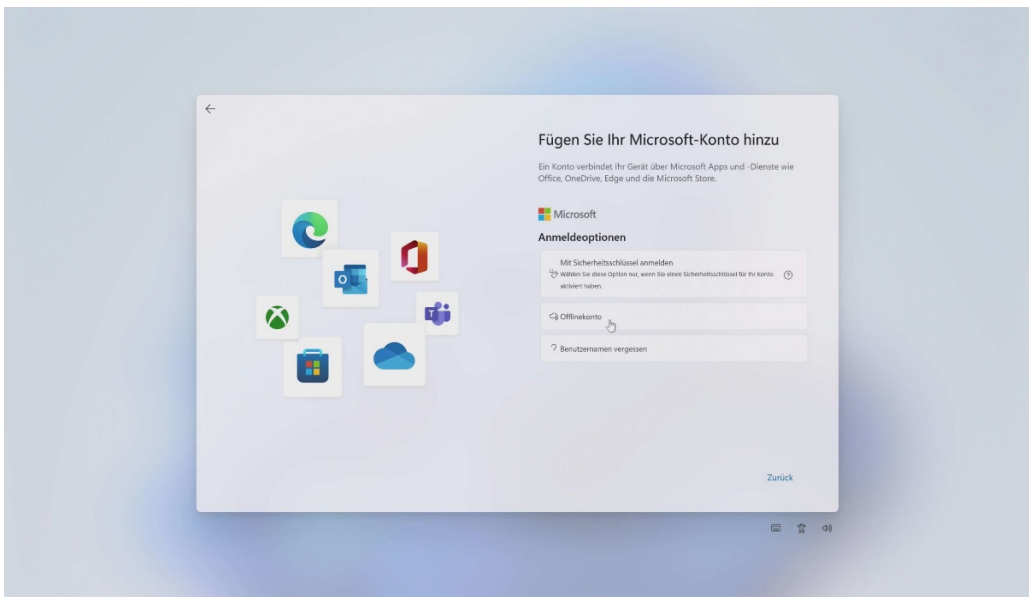 Fügen Sie Ihr Microsoft-Konto hinzu
Ein Konto verbindet Ihr Gerät über Microsoft Apps und -Dienste wie
Office, OneDrive, Edge und die Microsoft Store.
Microsoft
Anmeldeoptionen
Mit Sicherheitsschlüssel anmelden
Wählen Sie diese Option nur, wenn Sie einen Sicherheitsschlüssel für Ihr Konto
aktiviert haben.
Offlinekonto
Benutzernamen vergessen
Zurück